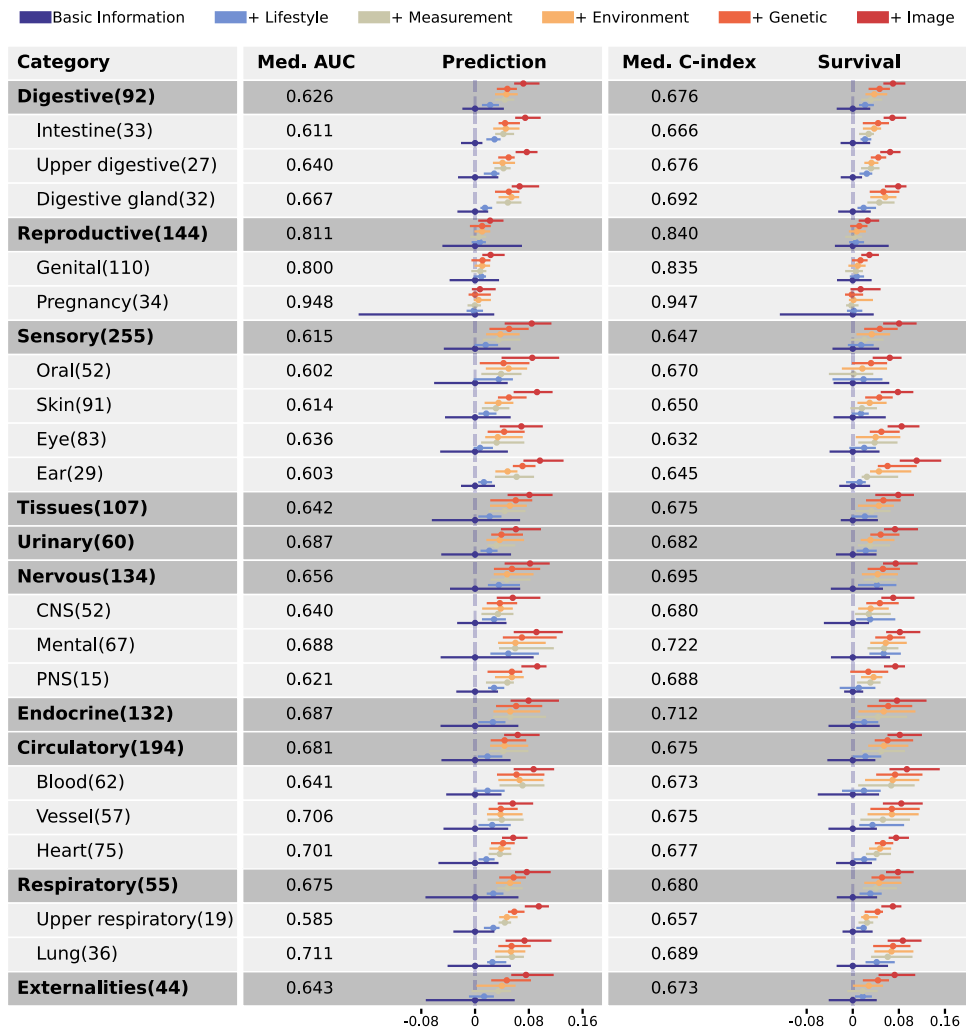 Basic Information + Lifestyle + Measurement + Environment + Genetic + Image
Category Med. AUC Prediction Med. C-index Survival
Digestive(92) 0.626 0.676
Intestine(33) 0.611 0.666
Upper digestive(27) 0.640 0.676
Digestive gland(32) 0.667 0.692
Reproductive(144) 0.811 0.840
Genital(110) 0.800 0.835
Pregnancy(34) 0.948 0.947
Sensory(255) 0.615 0.647
Oral(52) 0.602 0.670
Skin(91) 0.614 0.650
Eye(83) 0.636 0.632
Ear(29) 0.603 0.645
Tissues(107) 0.642 0.675
Urinary(60) 0.687 0.682
Nervous(134) 0.656 0.695
CNS(52) 0.640 0.680
Mental(67) 0.688 0.722
PNS(15) 0.621 0.688
Endocrine(132) 0.687 0.712
Circulatory(194) 0.681 0.675
Blood(62) 0.641 0.673
Vessel(57) 0.706 0.675
Heart(75) 0.701 0.677
Respiratory(55) 0.675 0.680
Upper respiratory(19) 0.585 0.657
Lung(36) 0.711 0.689
Externalities(44) 0.643 0.673
-0.08 0 0.08 0.16 -0.08 0 0.08 0.16